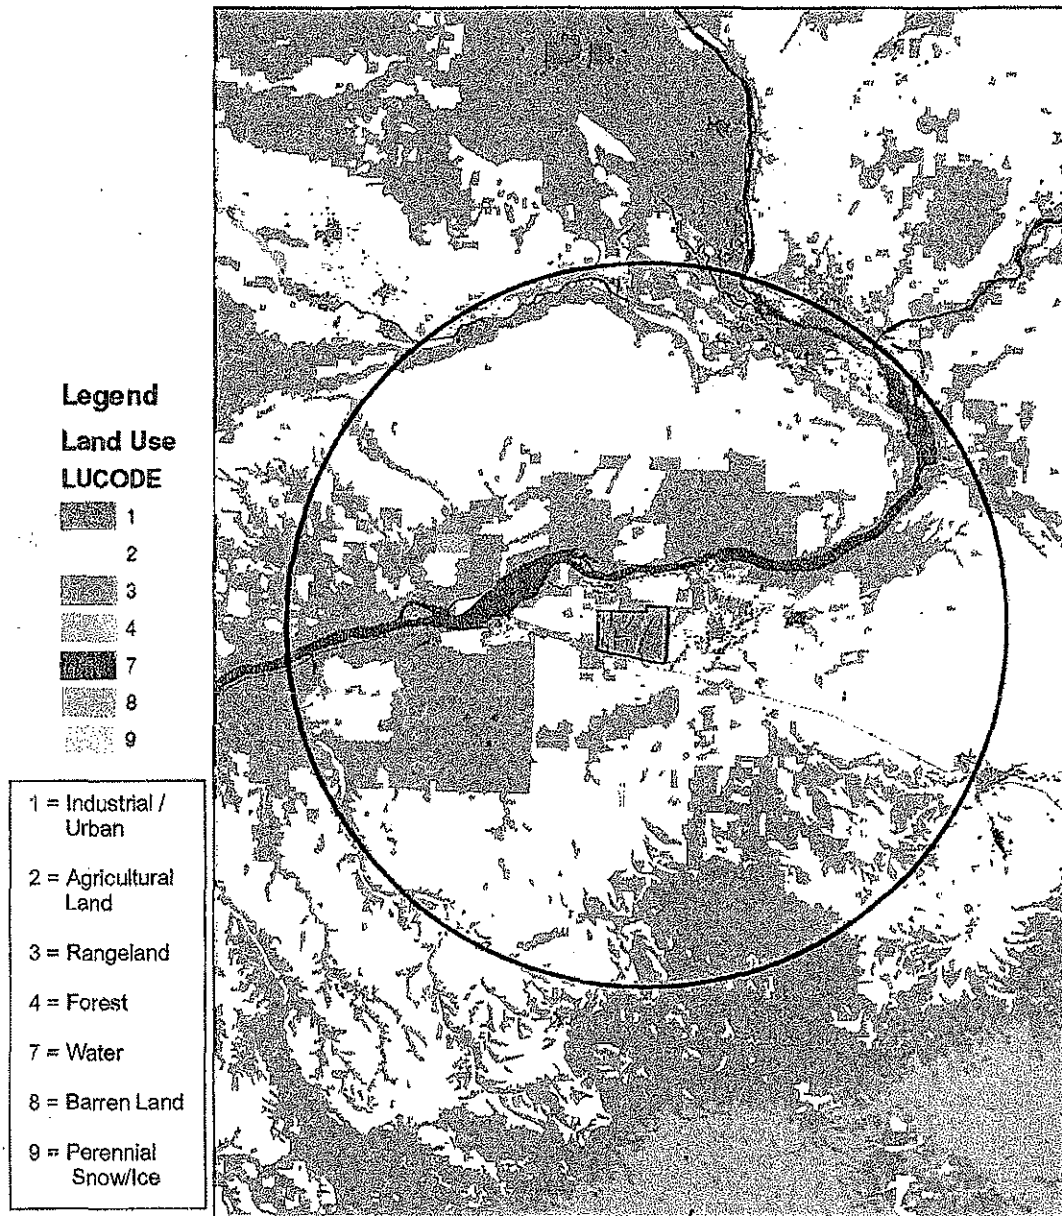 Legend
Land Use
LUCODE
1
2
3
4
7
8
9
1 = Industrial /
Urban
2 = Agricultural
Land
3 = Rangeland
4 = Forest
7 = Water
8 = Barren Land
9 = Perennial
Snow/Ice